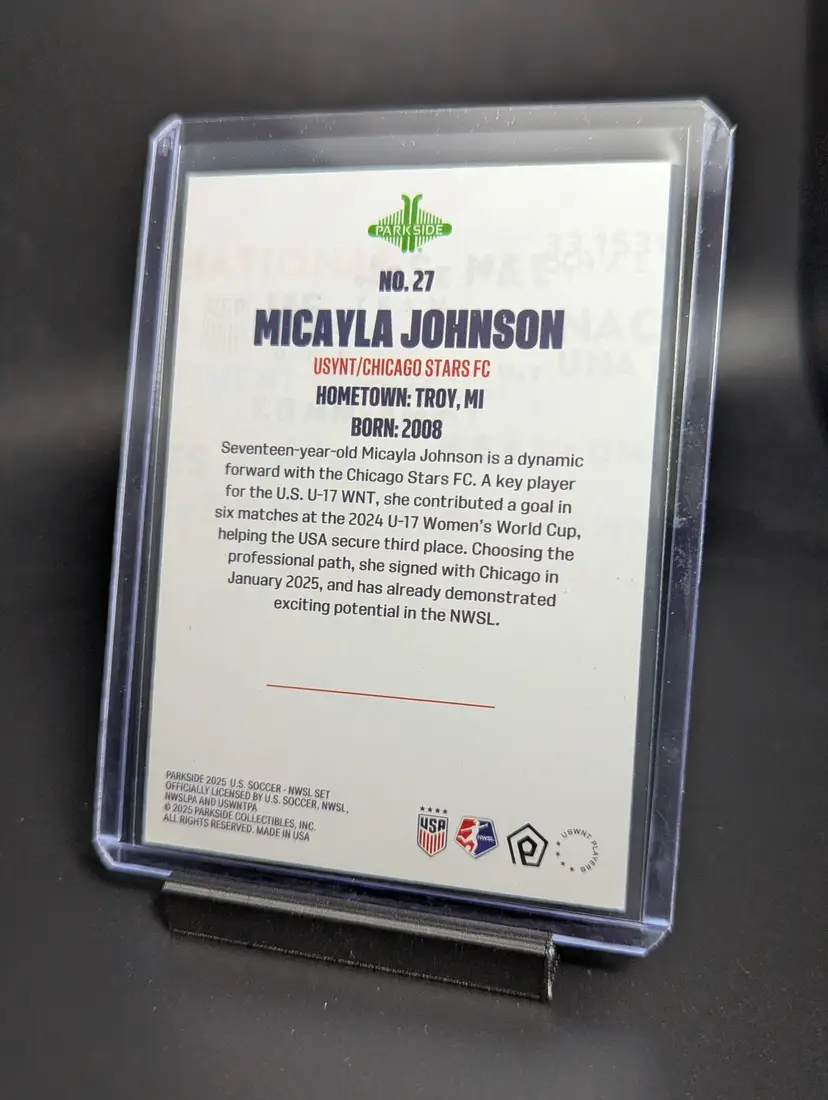 PARKSIDE
NO. 27
MICAYLA JOHNSON
USYNT/CHICAGO STARS FC
HOMETOWN: TROY, MI
BORN: 2008
Seventeen-year-old Micayla Johnson is a dynamic
forward with the Chicago Stars FC. A key player
for the U.S. U-17 WNT, she contributed a goal in
six matches at the 2024 U-17 Women's World Cup,
helping the USA secure third place. Choosing the
professional path, she signed with Chicago in
January 2025, and has already demonstrated
exciting potential in the NWSL.
PARKSIDE 2025 U.S. SOCCER - NWSL SET
OFFICIALLY LICENSED BY U.S. SOCCER, NWSL,
NWSLPA AND USWNTPA
© 2025 PARKSIDE COLLECTIBLES, INC.
ALL RIGHTS RESERVED. MADE IN USA
USA
NWSL
USWNT PLAYERS